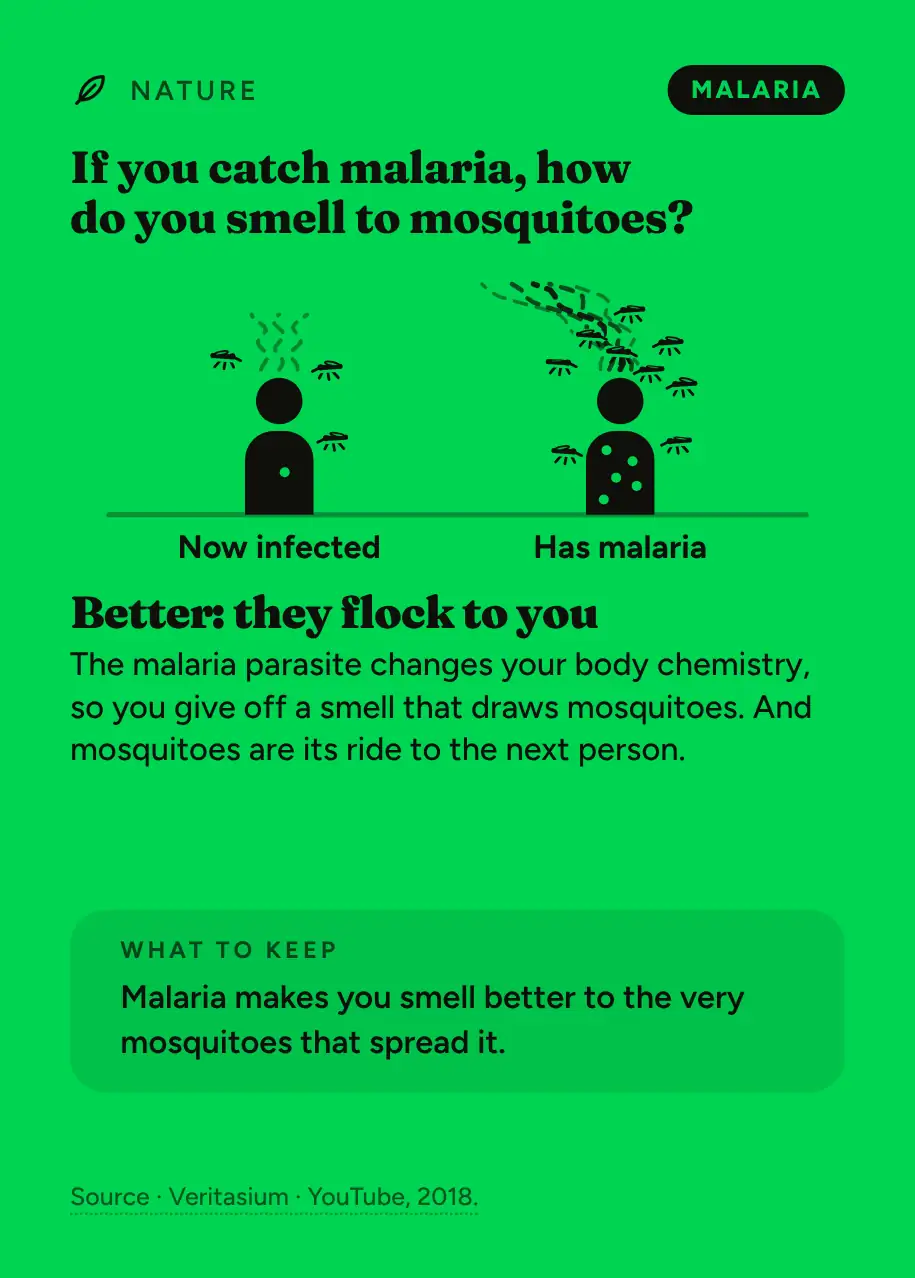 NATURE
MALARIA
If you catch malaria, how
do you smell to mosquitoes?
Now infected
Has malaria
Better: they flock to you
The malaria parasite changes your body chemistry,
so you give off a smell that draws mosquitoes. And
mosquitoes are its ride to the next person.
WHAT TO KEEP
Malaria makes you smell better to the very
mosquitoes that spread it.
Source · Veritasium · YouTube, 2018.